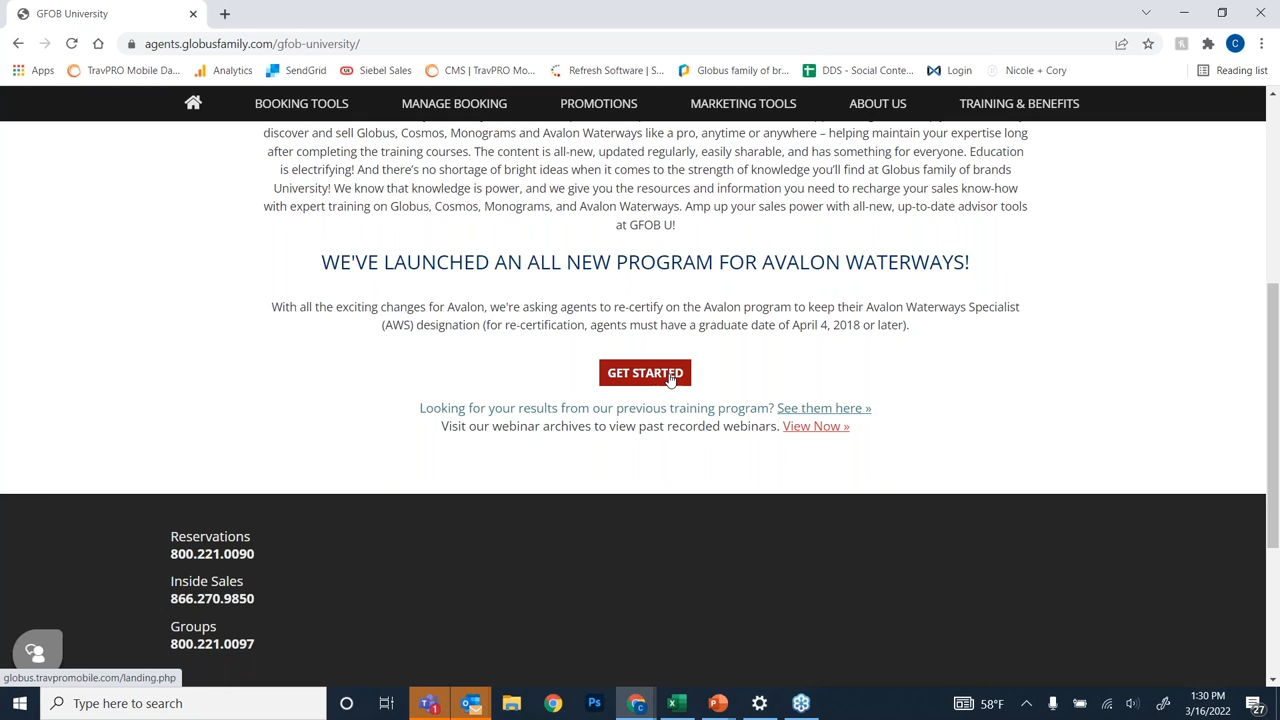 GFOB University
agents.globusfamily.com/gfob-university/
Apps
TravPRO Mobile Da...
Analytics
SendGrid
Siebel Sales
CMS | TravPRO Mo...
Refresh Software | S...
Globus family of br...
DDS - Social Conte...
Login
Nicole + Cory
Reading list
BOOKING TOOLS
MANAGE BOOKING
PROMOTIONS
MARKETING TOOLS
ABOUT US
TRAINING & BENEFITS
discover and sell Globus, Cosmos, Monograms and Avalon Waterways like a pro, anytime or anywhere – helping maintain your expertise long
after completing the training courses. The content is all-new, updated regularly, easily sharable, and has something for everyone. Education
is electrifying! And there's no shortage of bright ideas when it comes to the strength of knowledge you'll find at Globus family of brands
University! We know that knowledge is power, and we give you the resources and information you need to recharge your sales know-how
with expert training on Globus, Cosmos, Monograms, and Avalon Waterways. Amp up your sales power with all-new, up-to-date advisor tools
at GFOB U!
WE'VE LAUNCHED AN ALL NEW PROGRAM FOR AVALON WATERWAYS!
With all the exciting changes for Avalon, we're asking agents to re-certify on the Avalon program to keep their Avalon Waterways Specialist
(AWS) designation (for re-certification, agents must have a graduate date of April 4, 2018 or later).
GET STARTED
Looking for your results from our previous training program? See them here »
Visit our webinar archives to view past recorded webinars. View Now »
Reservations
800.221.0090
Inside Sales
866.270.9850
Groups
800.221.0097
globus.travpromobile.com/landing.php
Type here to search
58°F
1:30 PM
3/16/2022
27